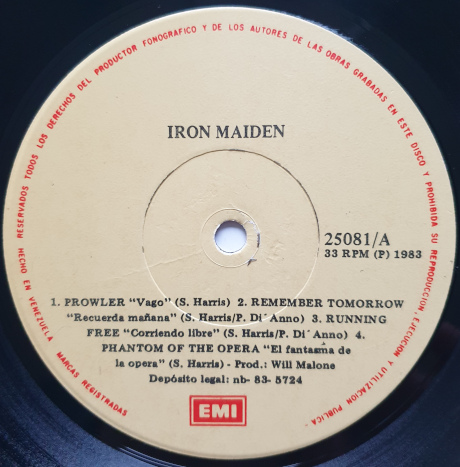 HECHO EN VENEZUELA RESERVADOS TODOS LOS DERECHOS DEL PRODUCTOR FONOGRAFICO Y DE LOS AUTORES DE LAS OBRAS GRABADAS EN ESTE DISCO Y PROHIBIDA SU REPRODUCCION, EJECUCION Y UTILIZACION PUBLICA
MARCAS REGISTRADAS
IRON MAIDEN
25081/A
33 RPM (P) 1983
1. PROWLER "Vago" (S. Harris) 2. REMEMBER TOMORROW
"Recuerda mañana" (S. Harris/P. Di´Anno) 3. RUNNING
FREE "Corriendo libre" (S. Harris/P. Di´Anno) 4.
PHANTOM OF THE OPERA "El fantasma de
la opera" (S. Harris) - Prod.: Will Malone
Depósito legal: nb- 83- 5724
EMI